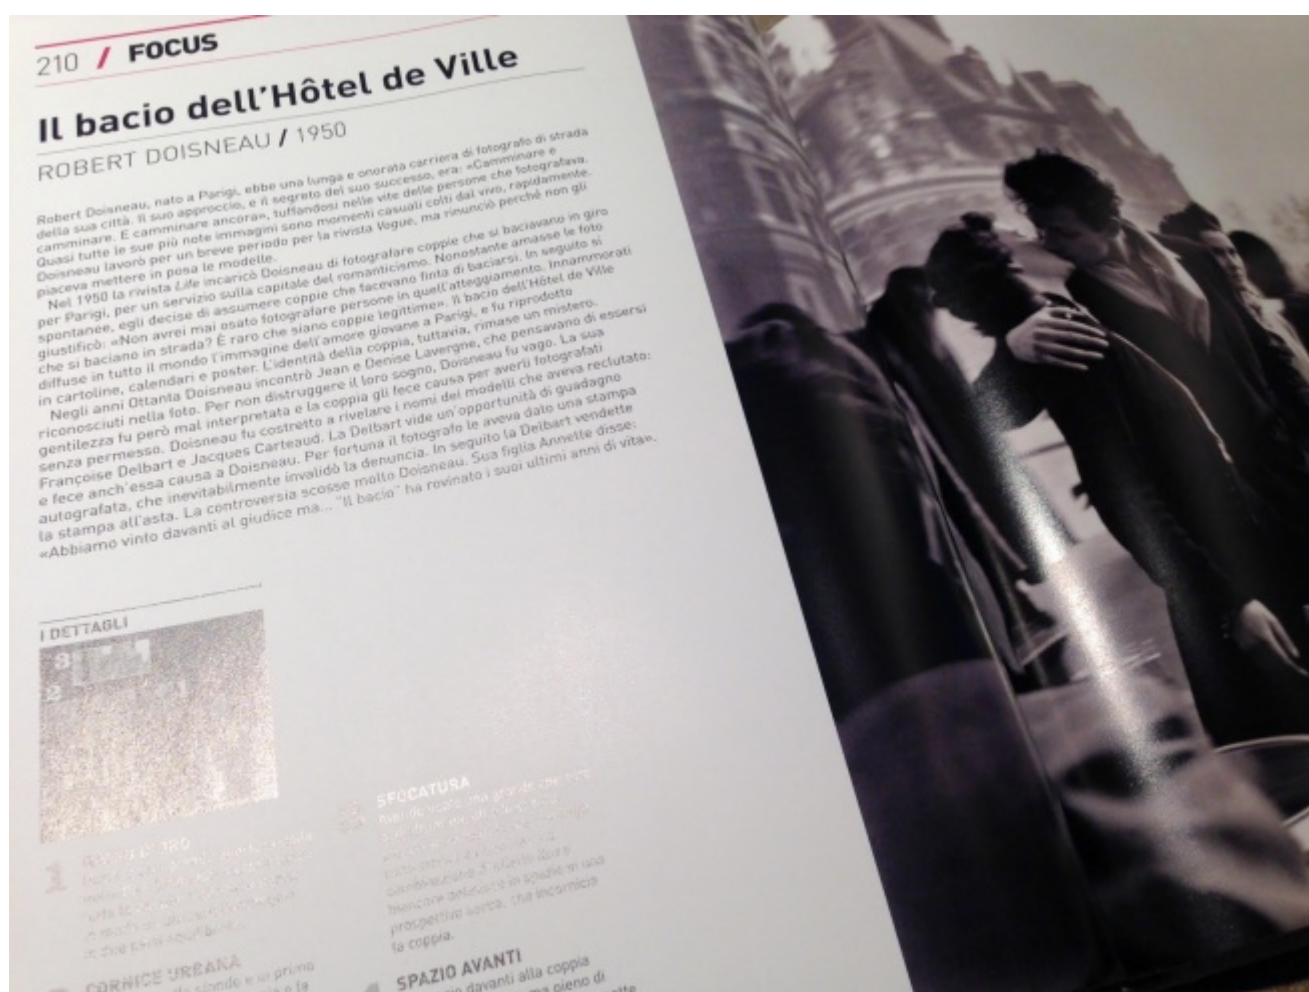 210 / FOCUS
Il bacio dell'Hôtel de Ville
ROBERT DOISNEAU / 1950
Robert Doisneau, nato a Parigi, ebbe una lunga e onorata carriera di fotografo di strada
della sua città. Il suo approccio, e il segreto del suo successo, era: «Camminare e
camminare. E camminare ancora», tuffandosi nelle vite delle persone che fotografava.
Quasi tutte le sue più note immagini sono momenti casuali colti dal vivo, rapidamente.
Doisneau lavorò per un breve periodo per la rivista Vogue, ma rinunciò perché non gli
piaceva mettere in posa le modelle.
Nel 1950 la rivista Life incaricò Doisneau di fotografare coppie che si baciavano in giro
per Parigi, per un servizio sulla capitale del romanticismo. Nonostante amasse le foto
spontanee, egli decise di assumere coppie che facevano finta di baciarsi. In seguito si
giustificò: «Non avrei mai osato fotografare persone in quell'atteggiamento. Innammorati
che si baciano in strada? È raro che siano coppie legittime». Il bacio dell'Hôtel de Ville
diffuse in tutto il mondo l'immagine dell'amore giovane a Parigi, e fu riprodotto
in cartoline, calendari e poster. L'identità della coppia, tuttavia, rimase un mistero.
Negli anni Ottanta Doisneau incontrò Jean e Denise Lavergne, che pensavano di essersi
riconosciuti nella foto. Per non distruggere il loro sogno, Doisneau fu vago. La sua
gentilezza fu però mal interpretata e la coppia gli fece causa per averli fotografati
senza permesso. Doisneau fu costretto a rivelare i nomi dei modelli che aveva reclutato:
Françoise Delbart e Jacques Carteaud. La Delbart vide un'opportunità di guadagno
e fece anch'essa causa a Doisneau. Per fortuna il fotografo le aveva dato una stampa
autografata, che inevitabilmente invalidò la denuncia. In seguito la Delbart vendette
la stampa all'asta. La controversia scosse molto Doisneau. Sua figlia Annette disse:
«Abbiamo vinto davanti al giudice ma... "Il bacio" ha rovinato i suoi ultimi anni di vita».
I DETTAGLI
3
2
1
1
SFOCATURA
prospettiva che incornicia
la coppia.
CORNICE URBANA
e in primo
e la
SPAZIO AVANTI
davanti alla coppia
pieno di